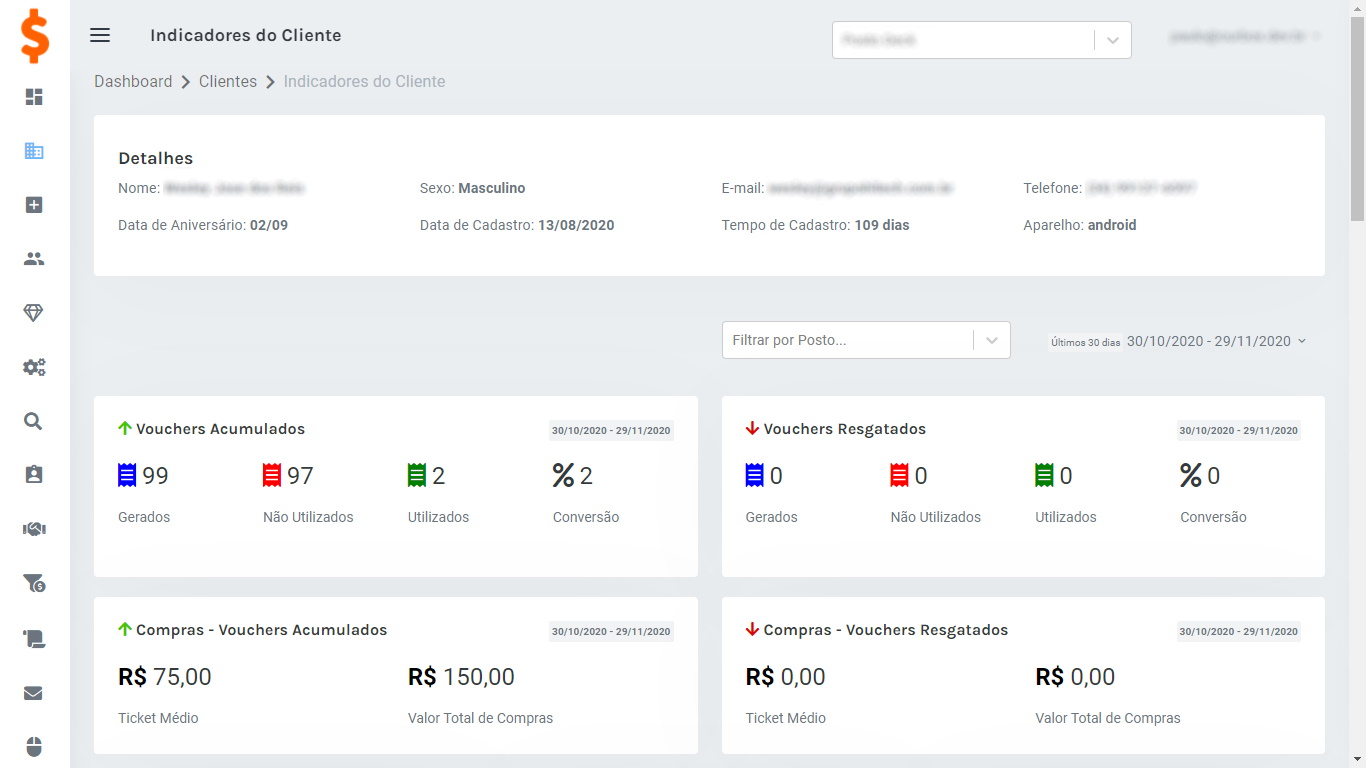 Indicadores do Cliente
Dashboard Clientes Indicadores do Cliente
Detalhes
Nome: Sexo: Masculino E-mail: Telefone:
Data de Aniversário: 02/09 Data de Cadastro: 13/08/2020 Tempo de Cadastro: 109 dias Aparelho: android
Filtrar por Posto... Últimos 30 dias 30/10/2020 - 29/11/2020
Vouchers Acumulados 30/10/2020 - 29/11/2020
99 97 2 % 2
Gerados Não Utilizados Utilizados Conversão
Vouchers Resgatados 30/10/2020 - 29/11/2020
0 0 0 % 0
Gerados Não Utilizados Utilizados Conversão
Compras - Vouchers Acumulados 30/10/2020 - 29/11/2020
R$ 75,00 R$ 150,00
Ticket Médio Valor Total de Compras
Compras - Vouchers Resgatados 30/10/2020 - 29/11/2020
R$ 0,00 R$ 0,00
Ticket Médio Valor Total de Compras